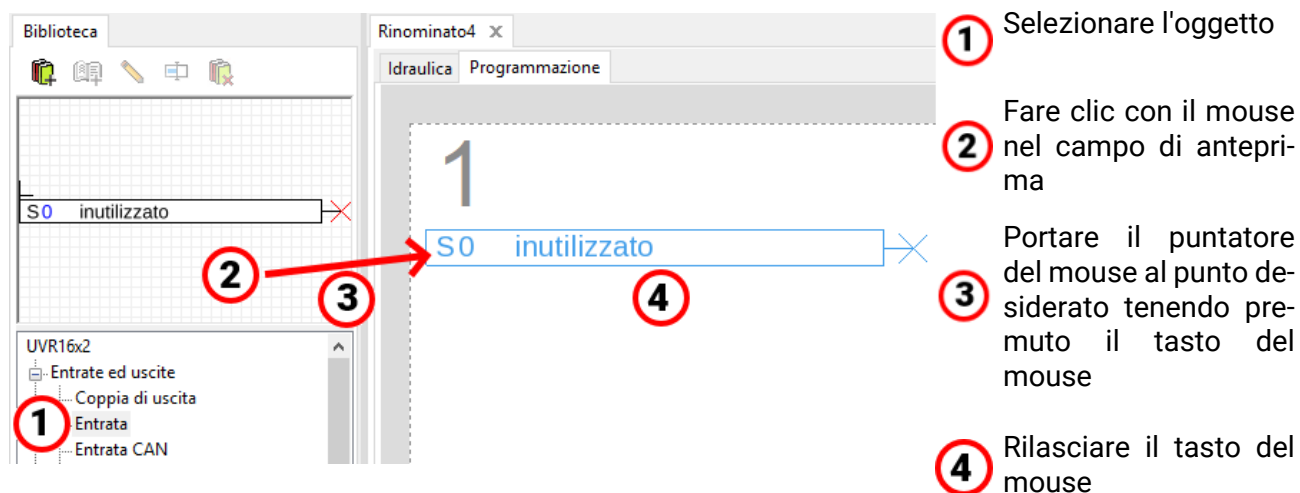 Biblioteca
S 0 inutilizzato
2
3
UVR16x2
Entrate ed uscite
Coppia di uscita
1 Entrata
Entrata CAN
Rinominato4 X
Idraulica Programmazione
1
S 0 inutilizzato
4
1 Selezionare l'oggetto
2 Fare clic con il mouse
nel campo di antepri-
ma
3 Portare il puntatore
del mouse al punto de-
siderato tenendo pre-
muto il tasto del
mouse
4 Rilasciare il tasto del
mouse